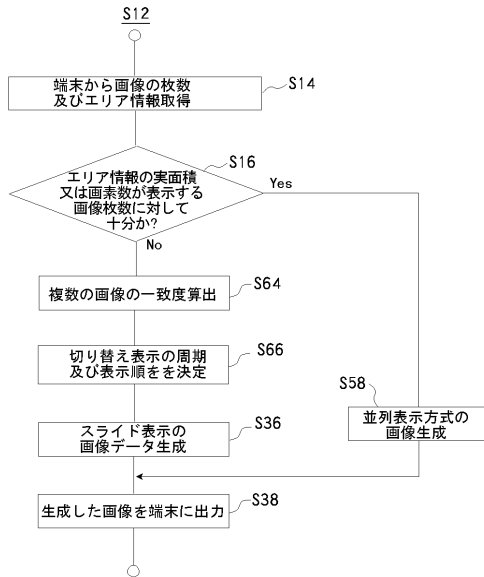 S12
端末から画像の枚数
及びエリア情報取得
S14
S16
エリア情報の実面積
又は画素数が表示する
画像枚数に対して
十分か?
Yes
No
複数の画像の一致度算出
S64
切り替え表示の周期
及び表示順をを決定
S66
スライド表示の
画像データ生成
S36
S58
並列表示方式の
画像生成
生成した画像を端末に出力
S38